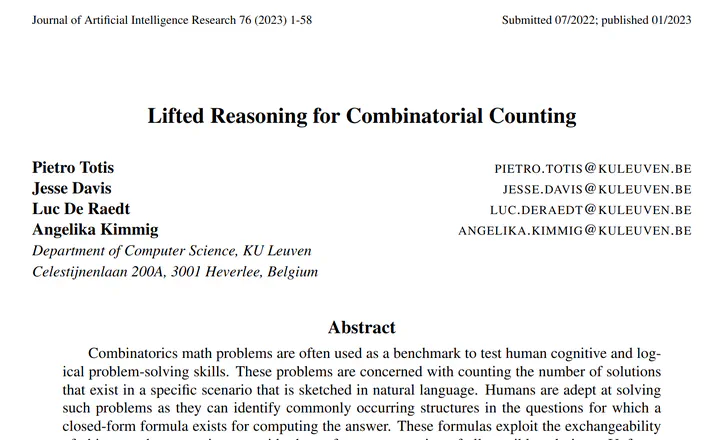 Journal of Artificial Intelligence Research 76 (2023) 1-58 Submitted 07/2022; published 01/2023
Lifted Reasoning for Combinatorial Counting
Pietro Totis PIETRO.TOTIS@KULEUVEN.BE
Jesse Davis JESSE.DAVIS@KULEUVEN.BE
Luc De Raedt LUC.DERAEDT@KULEUVEN.BE
Angelika Kimmig ANGELIKA.KIMMIG@KULEUVEN.BE
Department of Computer Science, KU Leuven
Celestijnenlaan 200A, 3001 Heverlee, Belgium
Abstract
Combinatorics math problems are often used as a benchmark to test human cognitive and log-
ical problem-solving skills. These problems are concerned with counting the number of solutions
that exist in a specific scenario that is sketched in natural language. Humans are adept at solving
such problems as they can identify commonly occurring structures in the questions for which a
closed-form formula exists for computing the answer. These formulas exploit the exchangeability